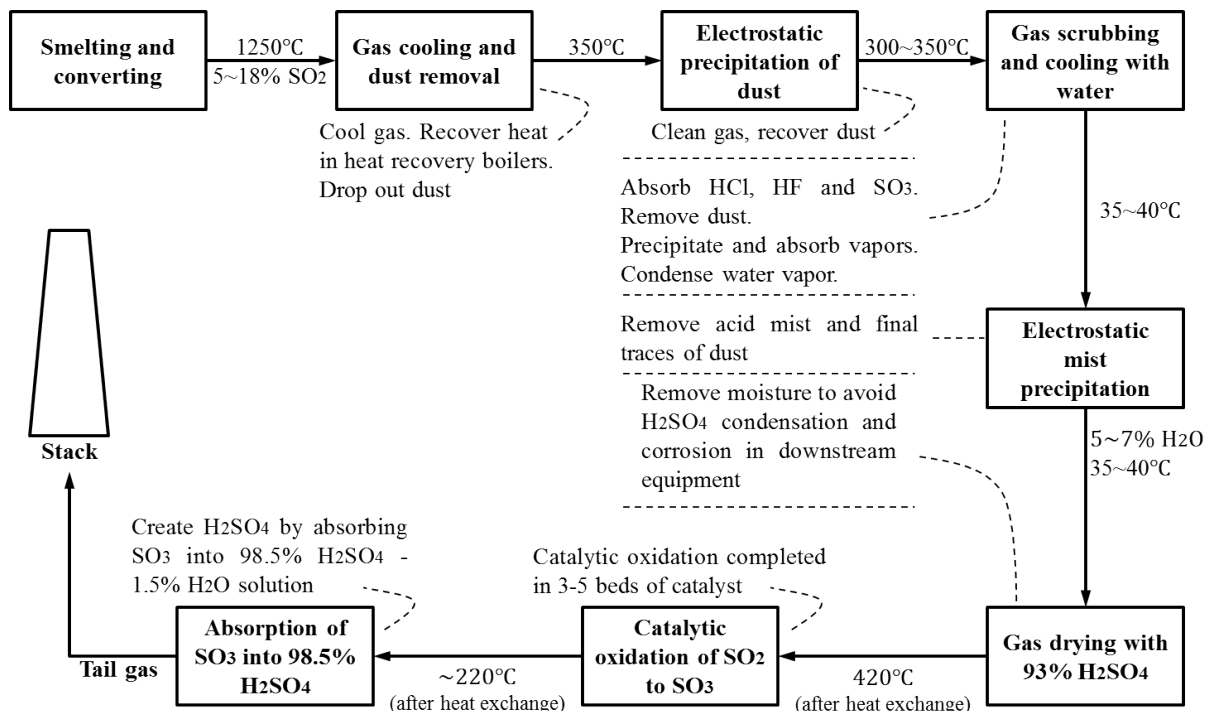 Smelting and
converting
1250℃
5~18% SO2
Gas cooling and
dust removal
350℃
Electrostatic
precipitation of
dust
300~350℃
Gas scrubbing
and cooling with
water
Cool gas. Recover heat
in heat recovery boilers.
Drop out dust
Clean gas, recover dust
Absorb HCl, HF and SO3.
Remove dust.
Precipitate and absorb vapors.
Condense water vapor.
35~40℃
Remove acid mist and final
traces of dust
Electrostatic
mist
precipitation
Remove moisture to avoid
H2SO4 condensation and
corrosion in downstream
equipment
5~7% H2O
35~40℃
Stack
Create H2SO4 by absorbing
SO3 into 98.5% H2SO4 -
1.5% H2O solution
Catalytic oxidation completed
in 3-5 beds of catalyst
Tail gas
Absorption of
SO3 into 98.5%
H2SO4
~220℃
(after heat exchange)
Catalytic
oxidation of SO2
to SO3
420℃
(after heat exchange)
Gas drying with
93% H2SO4